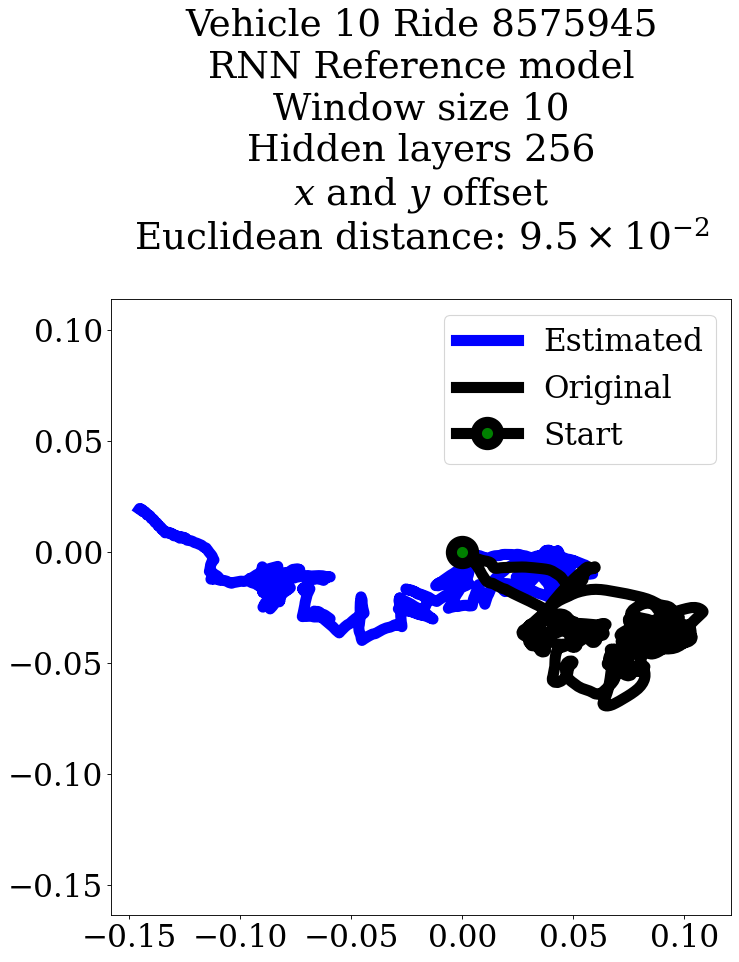 Vehicle 10 Ride 8575945
RNN Reference model
Window size 10
Hidden layers 256
x and y offset
Euclidean distance: 9.5 × 10⁻²
Estimated
Original
Start
0.10
0.05
0.00
−0.05
−0.10
−0.15
−0.15 −0.10 −0.05 0.00 0.05 0.10